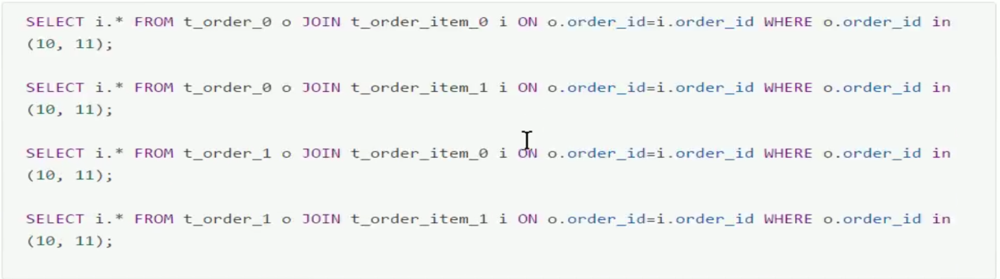 SELECT i.* FROM t_order_0 o JOIN t_order_item_0 i ON o.order_id=i.order_id WHERE o.order_id in
(10, 11);
SELECT i.* FROM t_order_0 o JOIN t_order_item_1 i ON o.order_id=i.order_id WHERE o.order_id in
(10, 11);
SELECT i.* FROM t_order_1 o JOIN t_order_item_0 i ON o.order_id=i.order_id WHERE o.order_id in
(10, 11);
SELECT i.* FROM t_order_1 o JOIN t_order_item_1 i ON o.order_id=i.order_id WHERE o.order_id in
(10, 11);